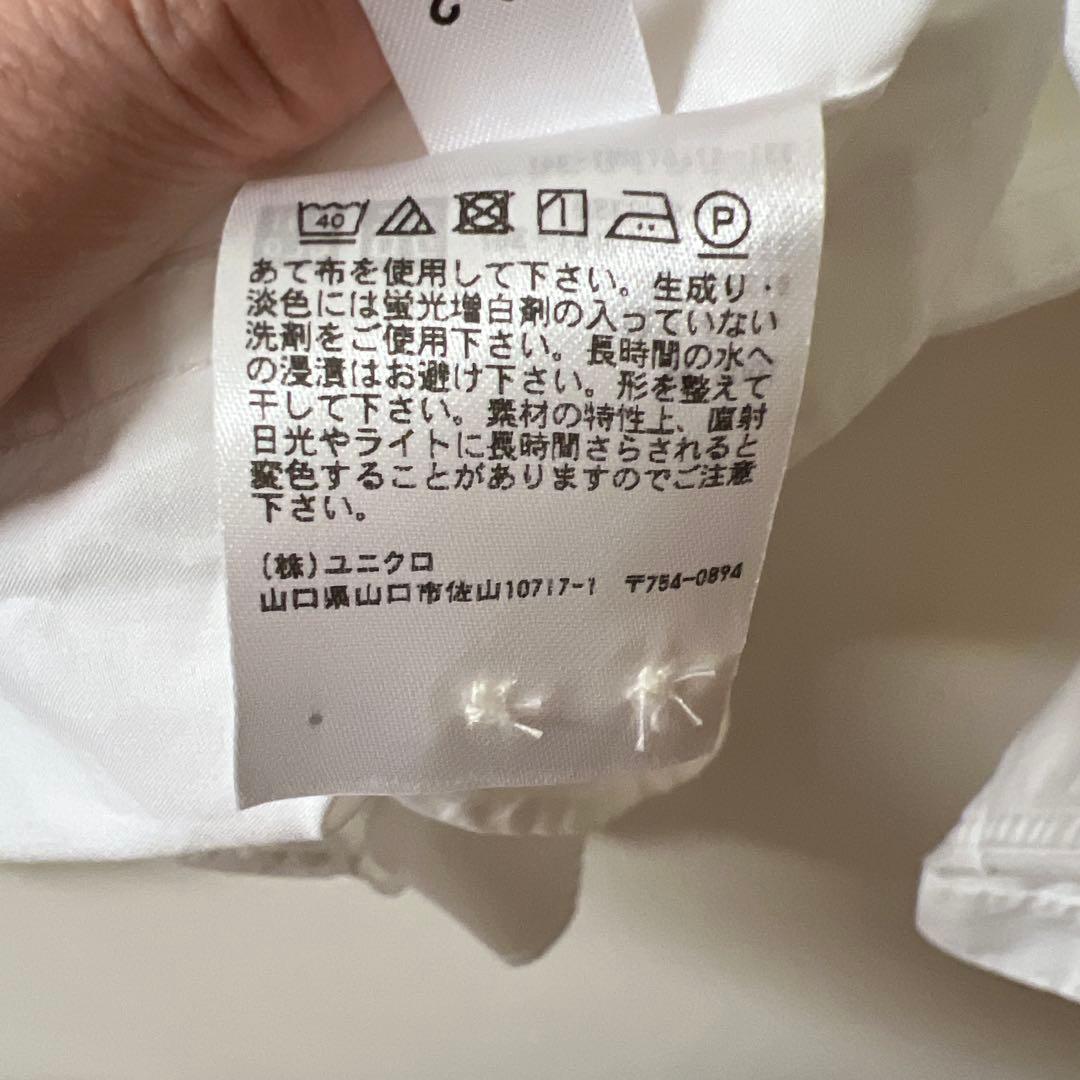 2
40 P
あて布を使用して下さい。生成り・
淡色には蛍光増白剤の入っていない
洗剤をご使用下さい。長時間の水へ
の浸漬はお避け下さい。形を整えて
干して下さい。素材の特性上、直射
日光やライトに長時間さらされると
変色することがありますのでご注意
下さい。
(株)ユニクロ
山口県山口市佐山10717-1 〒754-0894